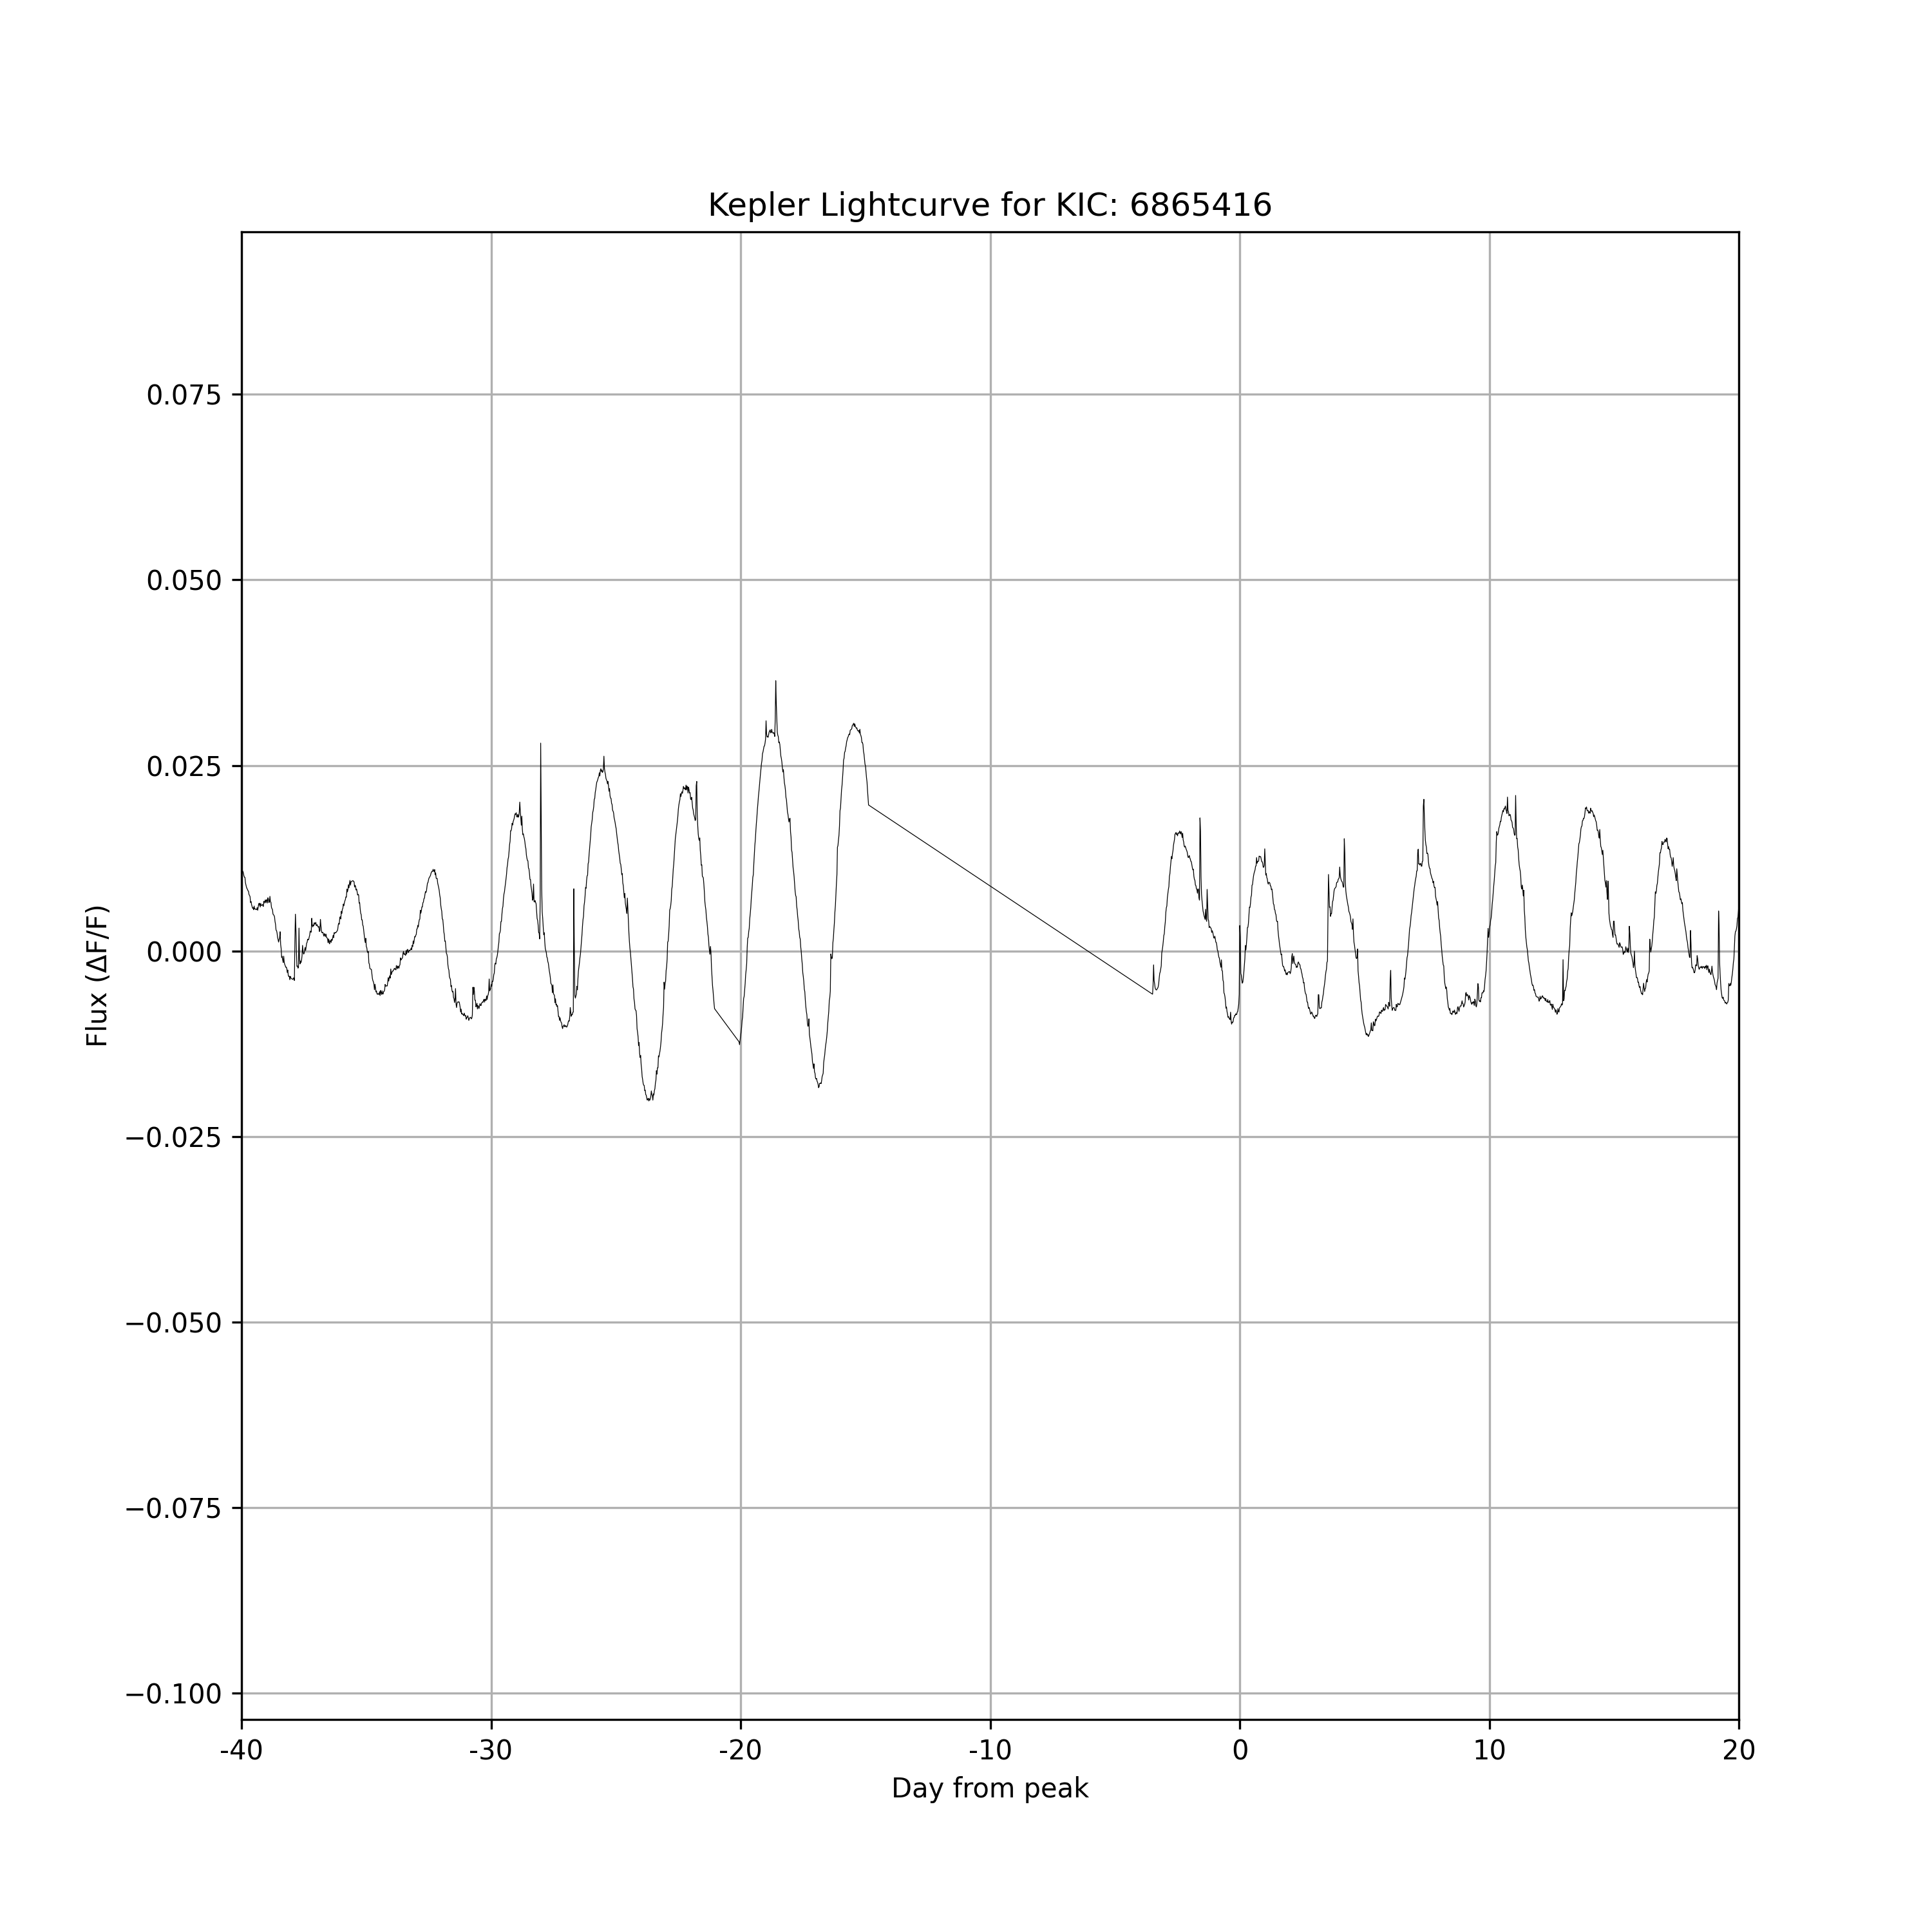 Kepler Lightcurve for KIC: 6865416
Flux (ΔF/F)
0.075
0.050
0.025
0.000
−0.025
−0.050
−0.075
−0.100
-40 -30 -20 -10 0 10 20
Day from peak